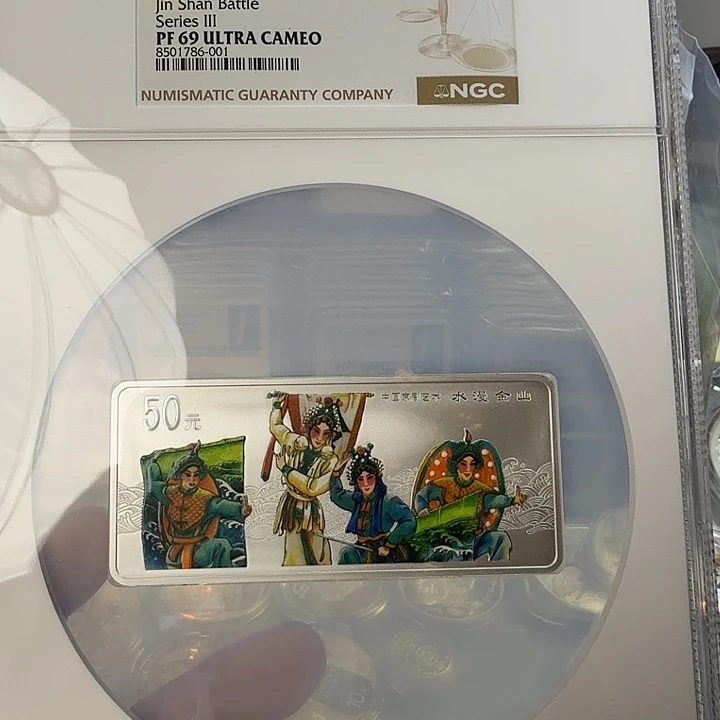 Jin Shan Battle
Series III
PF 69 ULTRA CAMEO
8501786-001
NUMISMATIC GUARANTY COMPANY
NGC
50元
中国京剧艺术 水漫金山